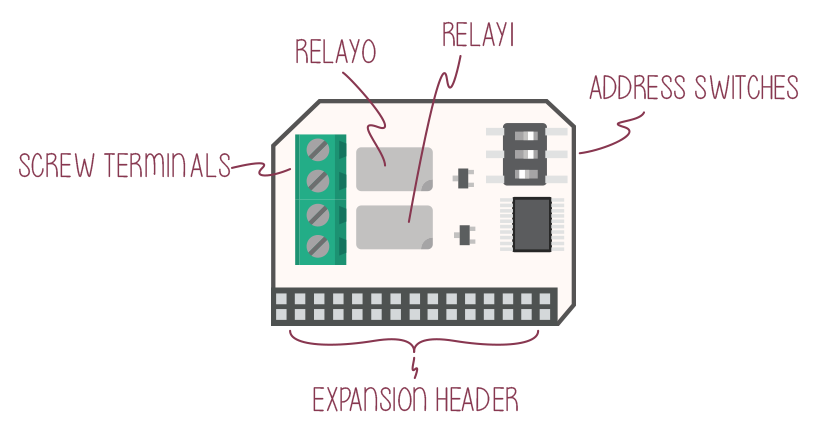 RELAY1
RELAY0
ADDRESS SWITCHES
SCREW TERMINALS
EXPANSION HEADER